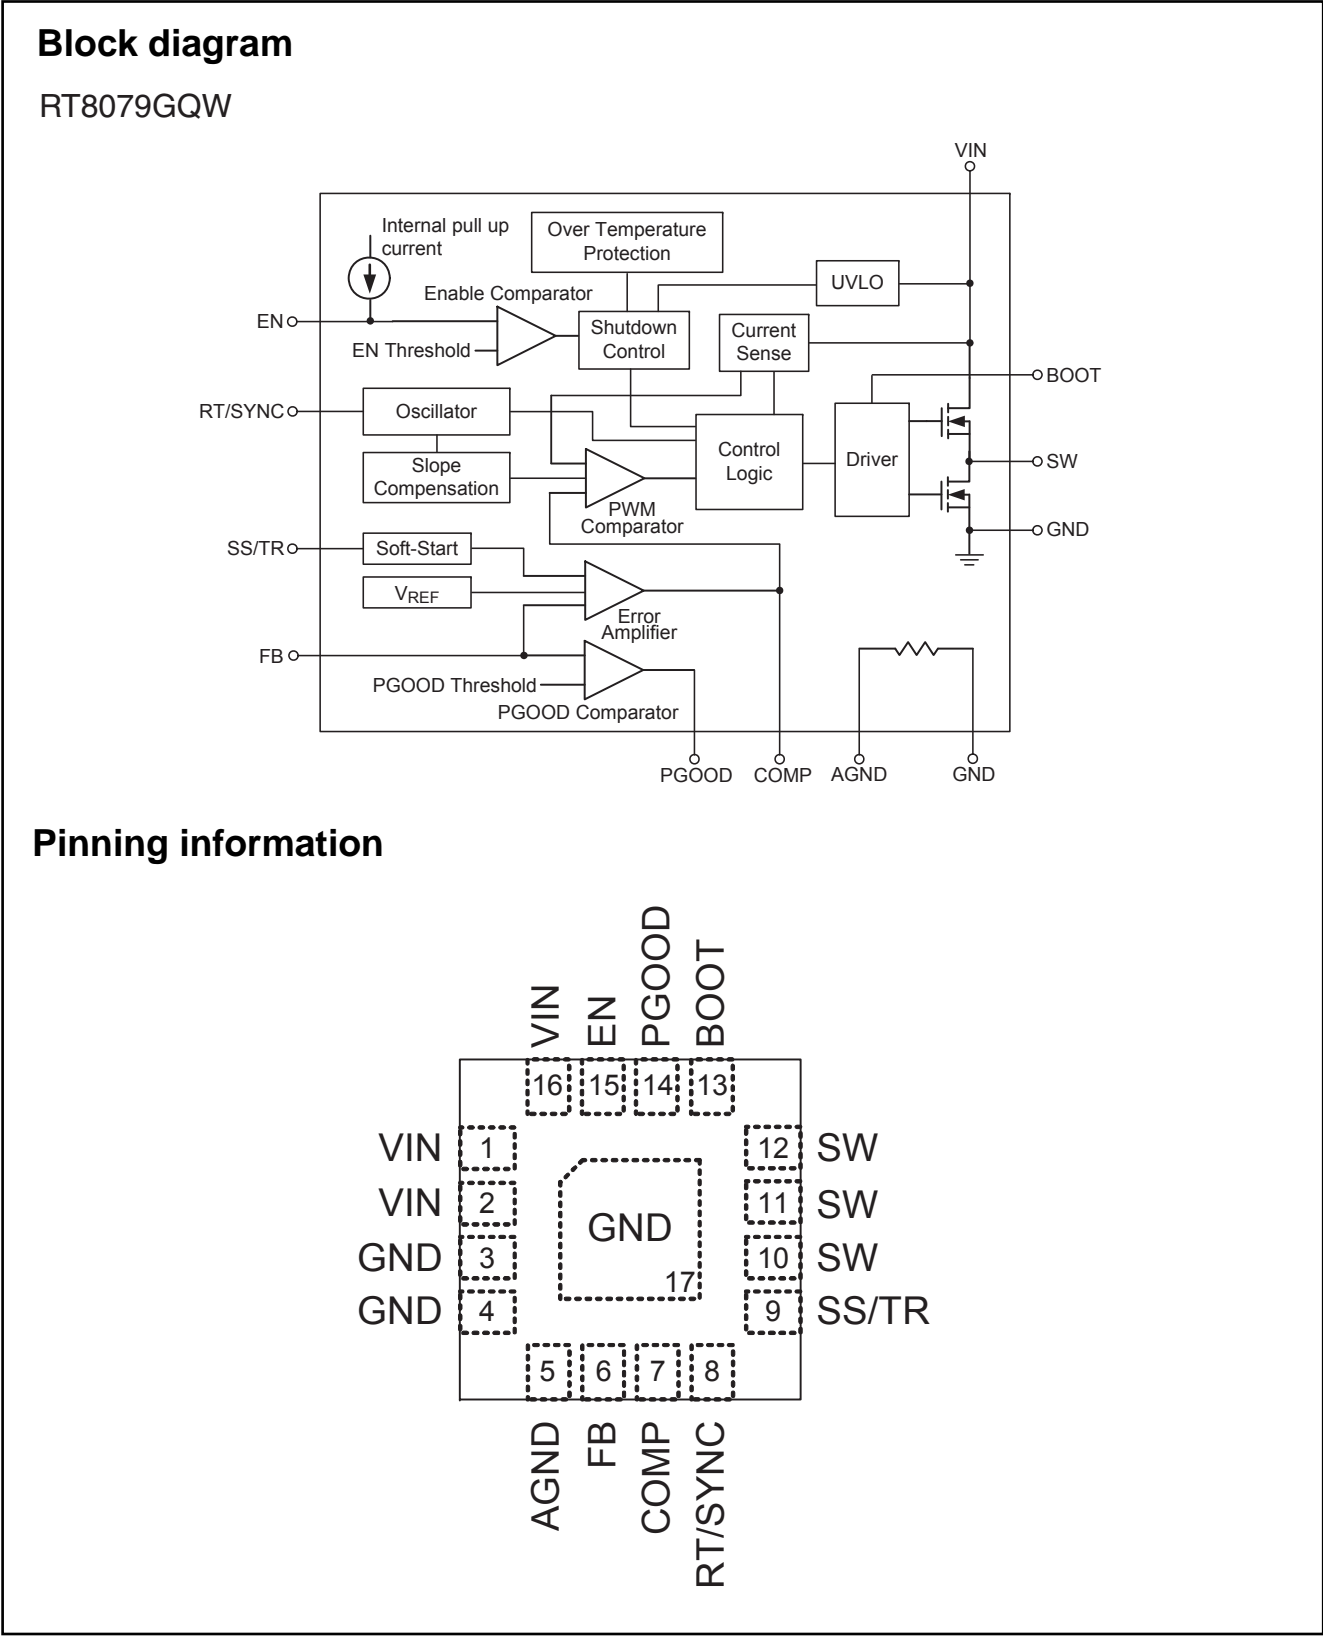 Block diagram
RT8079GQW
VIN
Internal pull up
current
Over Temperature
Protection
UVLO
Enable Comparator
EN
Shutdown
Control
Current
Sense
EN Threshold
BOOT
RT/SYNC
Oscillator
Slope
Compensation
Control
Logic
Driver
SW
PWM
Comparator
GND
SS/TR
Soft-Start
VREF
Error
Amplifier
FB
PGOOD Threshold
PGOOD Comparator
PGOOD
COMP
AGND
GND
Pinning information
VIN
EN
PGOOD
BOOT
16
15
14
13
VIN
1
12
SW
VIN
2
11
SW
GND
GND
3
10
SW
17
GND
4
9
SS/TR
5
6
7
8
AGND
FB
COMP
RT/SYNC